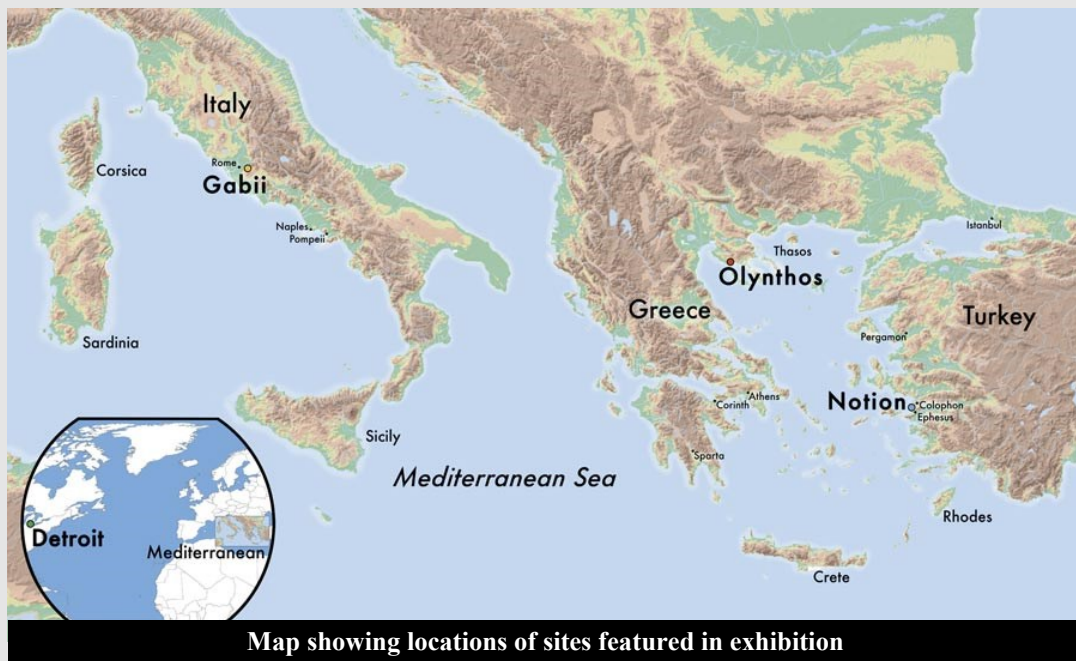 Italy
Corsica
Rome
Gabii
Naples
Pompeii
Sardinia
Sicily
Mediterranean Sea
Greece
Olynthos
Thasos
Istanbul
Turkey
Pergamon
Notion
Colophon
Ephesus
Corinth
Athens
Sparta
Rhodes
Crete
Detroit
Mediterranean
Map showing locations of sites featured in exhibition